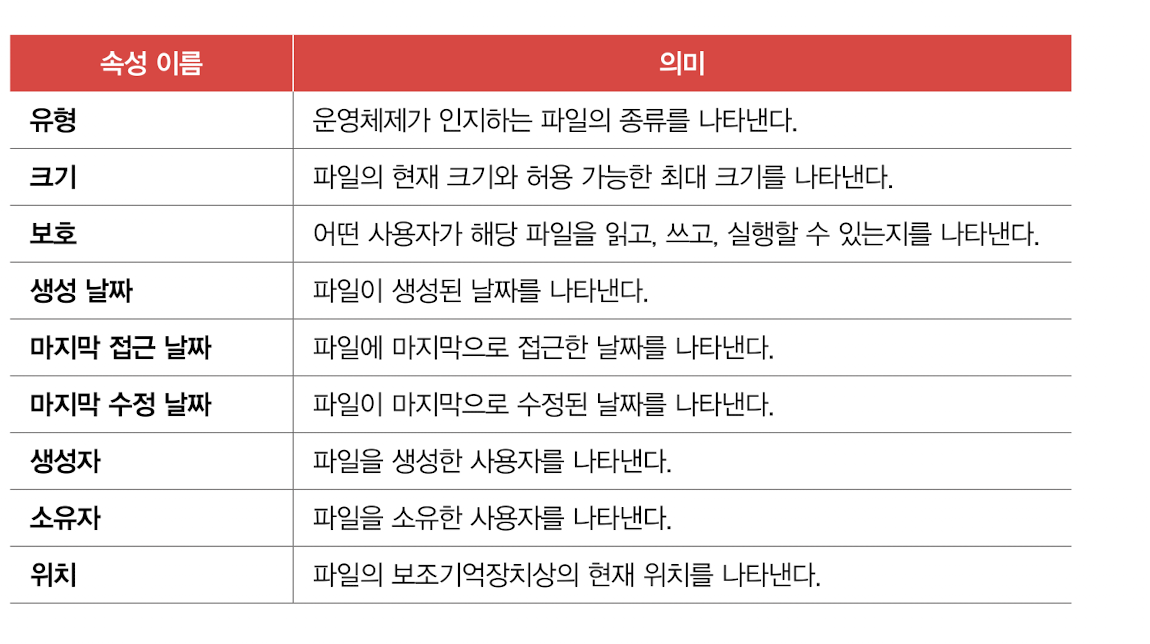 속성 이름 의미
유형 운영체제가 인지하는 파일의 종류를 나타낸다.
크기 파일의 현재 크기와 허용 가능한 최대 크기를 나타낸다.
보호 어떤 사용자가 해당 파일을 읽고, 쓰고, 실행할 수 있는지를 나타낸다.
생성 날짜 파일이 생성된 날짜를 나타낸다.
마지막 접근 날짜 파일에 마지막으로 접근한 날짜를 나타낸다.
마지막 수정 날짜 파일이 마지막으로 수정된 날짜를 나타낸다.
생성자 파일을 생성한 사용자를 나타낸다.
소유자 파일을 소유한 사용자를 나타낸다.
위치 파일의 보조기억장치상의 현재 위치를 나타낸다.